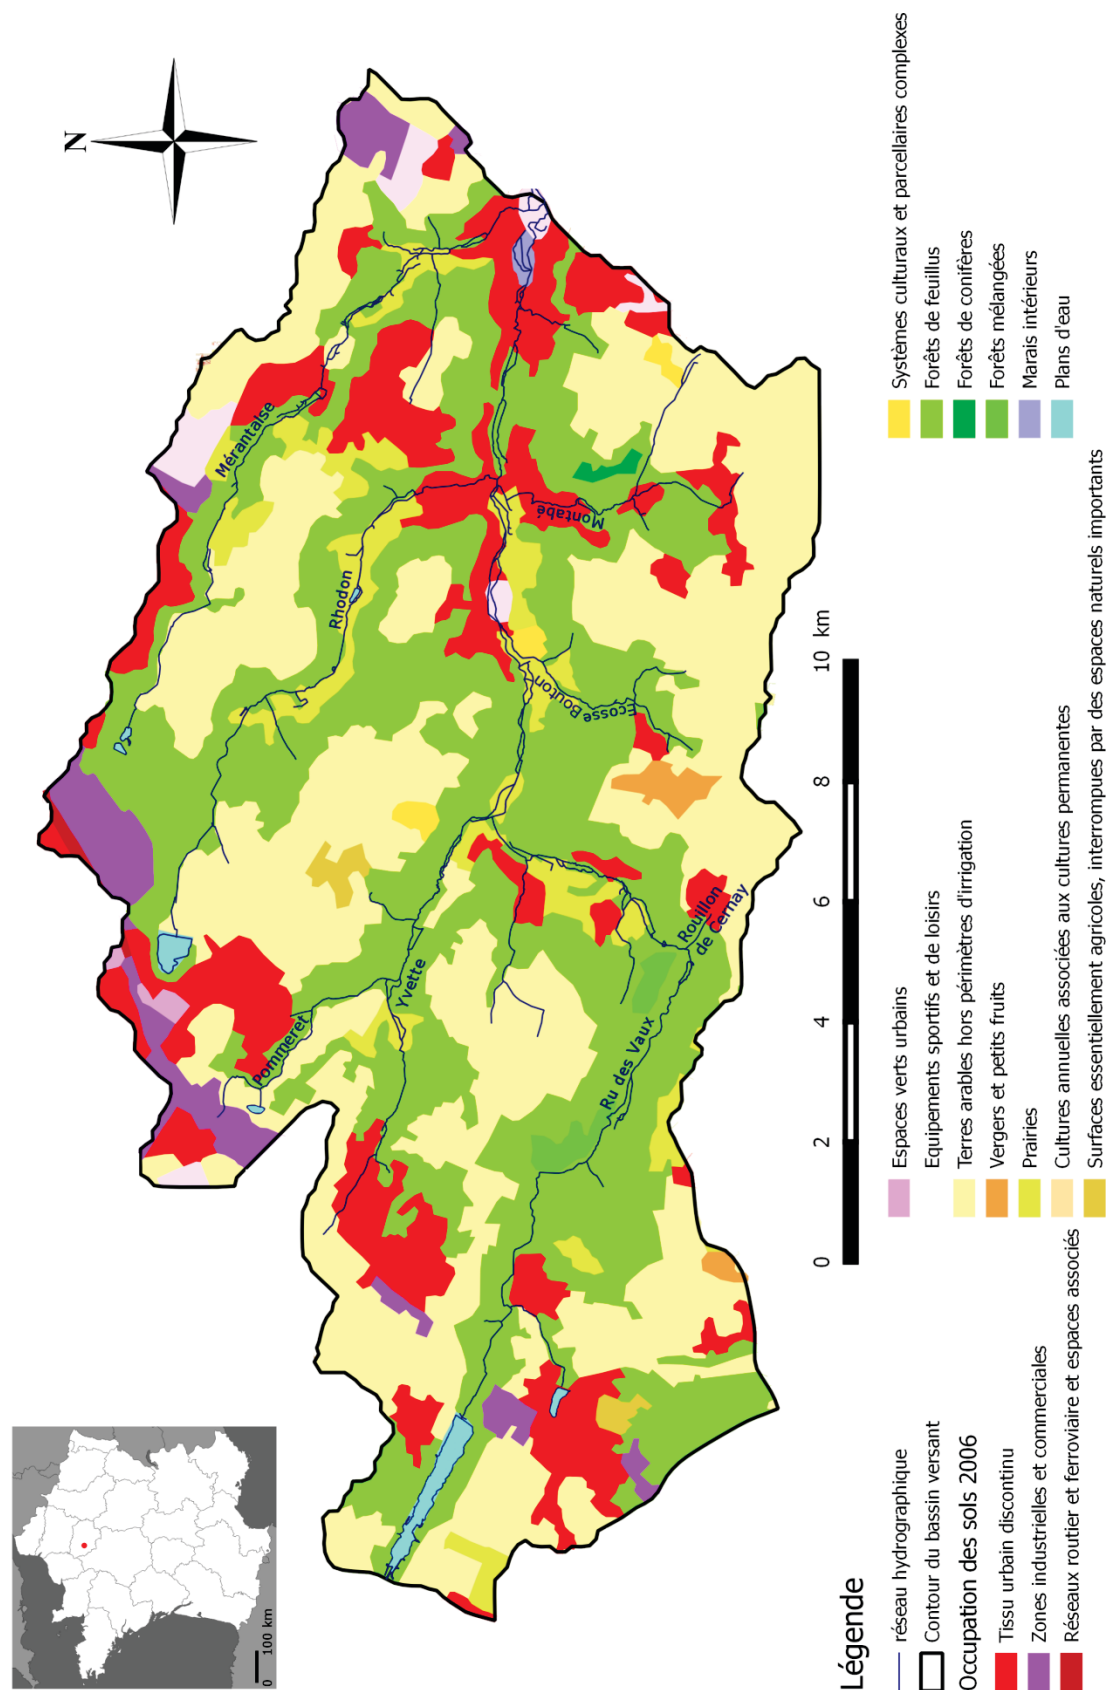 N
Mérantaise
Rhodon
Montabé
Ecosse Bouton
Yvette
Pommeret
Rouillon
de Cernay
Ru des Vaux
0 100 km
0 2 4 6 8 10 km
Légende
réseau hydrographique
Contour du bassin versant
Occupation des sols 2006
Tissu urbain discontinu
Zones industrielles et commerciales
Réseaux routier et ferroviaire et espaces associés
Espaces verts urbains
Equipements sportifs et de loisirs
Terres arables hors périmètres d'irrigation
Vergers et petits fruits
Prairies
Cultures annuelles associées aux cultures permanentes
Surfaces essentiellement agricoles, interrompues par des espaces naturels importants
Systèmes culturaux et parcellaires complexes
Forêts de feuillus
Forêts de conifères
Forêts mélangées
Marais intérieurs
Plans d'eau